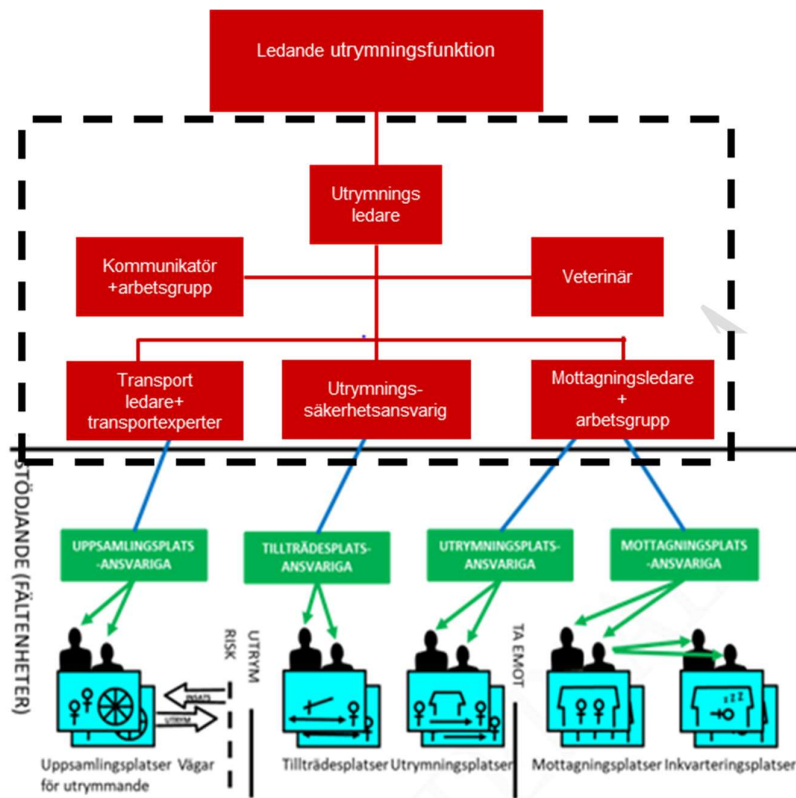 Ledande utrymningsfunktion
Utrymnings
ledare
Kommunikatör
+arbetsgrupp
Veterinär
Transport
ledare+
transportexperter
Utrymnings-
säkerhetsansvarig
Mottagningsledare
+
arbetsgrupp
STÖDJANDE (FÄLTENHETER)
UPPSAMLINGSPLATS
-ANSVARIGA
TILLTRÄDESPLATS-
ANSVARIGA
UTRYMNINGSPLATS-
ANSVARIGA
MOTTAGNINGSPLATS
-ANSVARIGA
RISK
UTRYM
TA EMOT
INSATS
UTRYM
zzZ
Uppsamlingsplatser
för utrymmande
Vägar
Tillträdesplatser
Utrymningsplatser
Mottagningsplatser
Inkvarteringsplatser